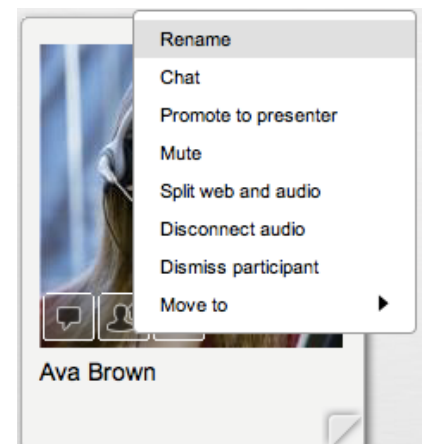 Rename
Chat
Promote to presenter
Mute
Split web and audio
Disconnect audio
Dismiss participant
Move to
Ava Brown